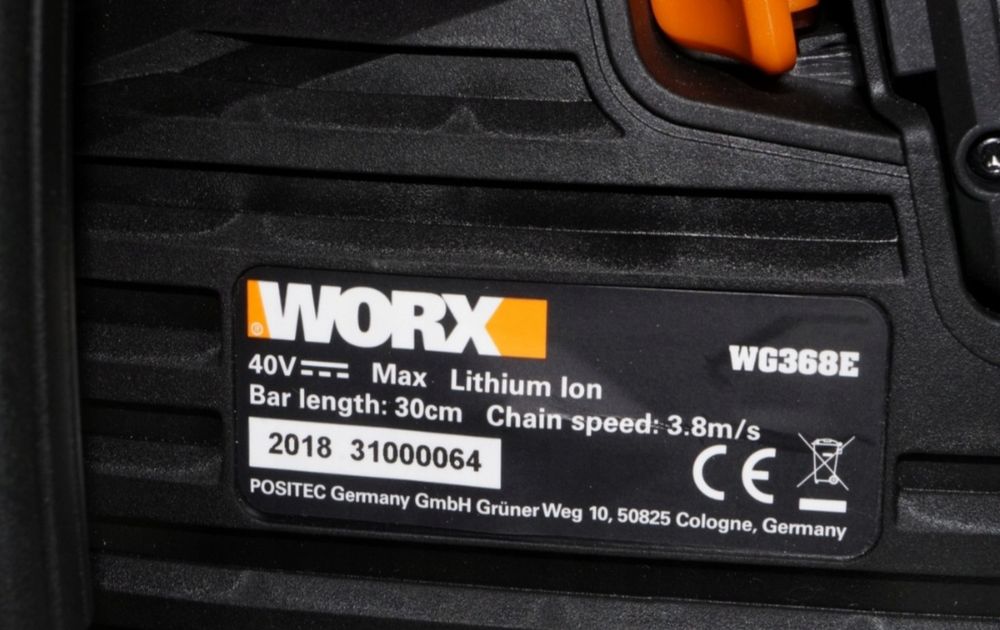 ® WORX
WG368E
40V Max Lithium Ion
Bar length: 30cm Chain speed: 3.8m/s
2018 31000064
CE
POSITEC Germany GmbH Grüner Weg 10, 50825 Cologne, Germany